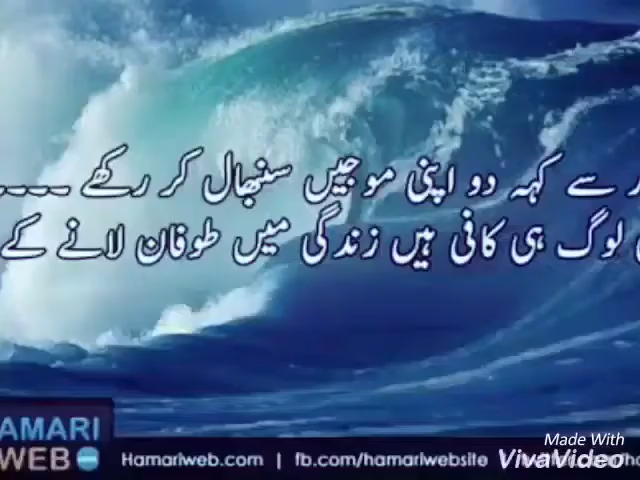 سے کہہ دو اپنی موجیں سنبھال کر رکھے ----
لوگ ہی کافی ہیں زندگی میں طوفان لانے کے
AMARI
WEB
Hamariweb.com | fb.com/hamariwebsite
Made With
VivaVideo